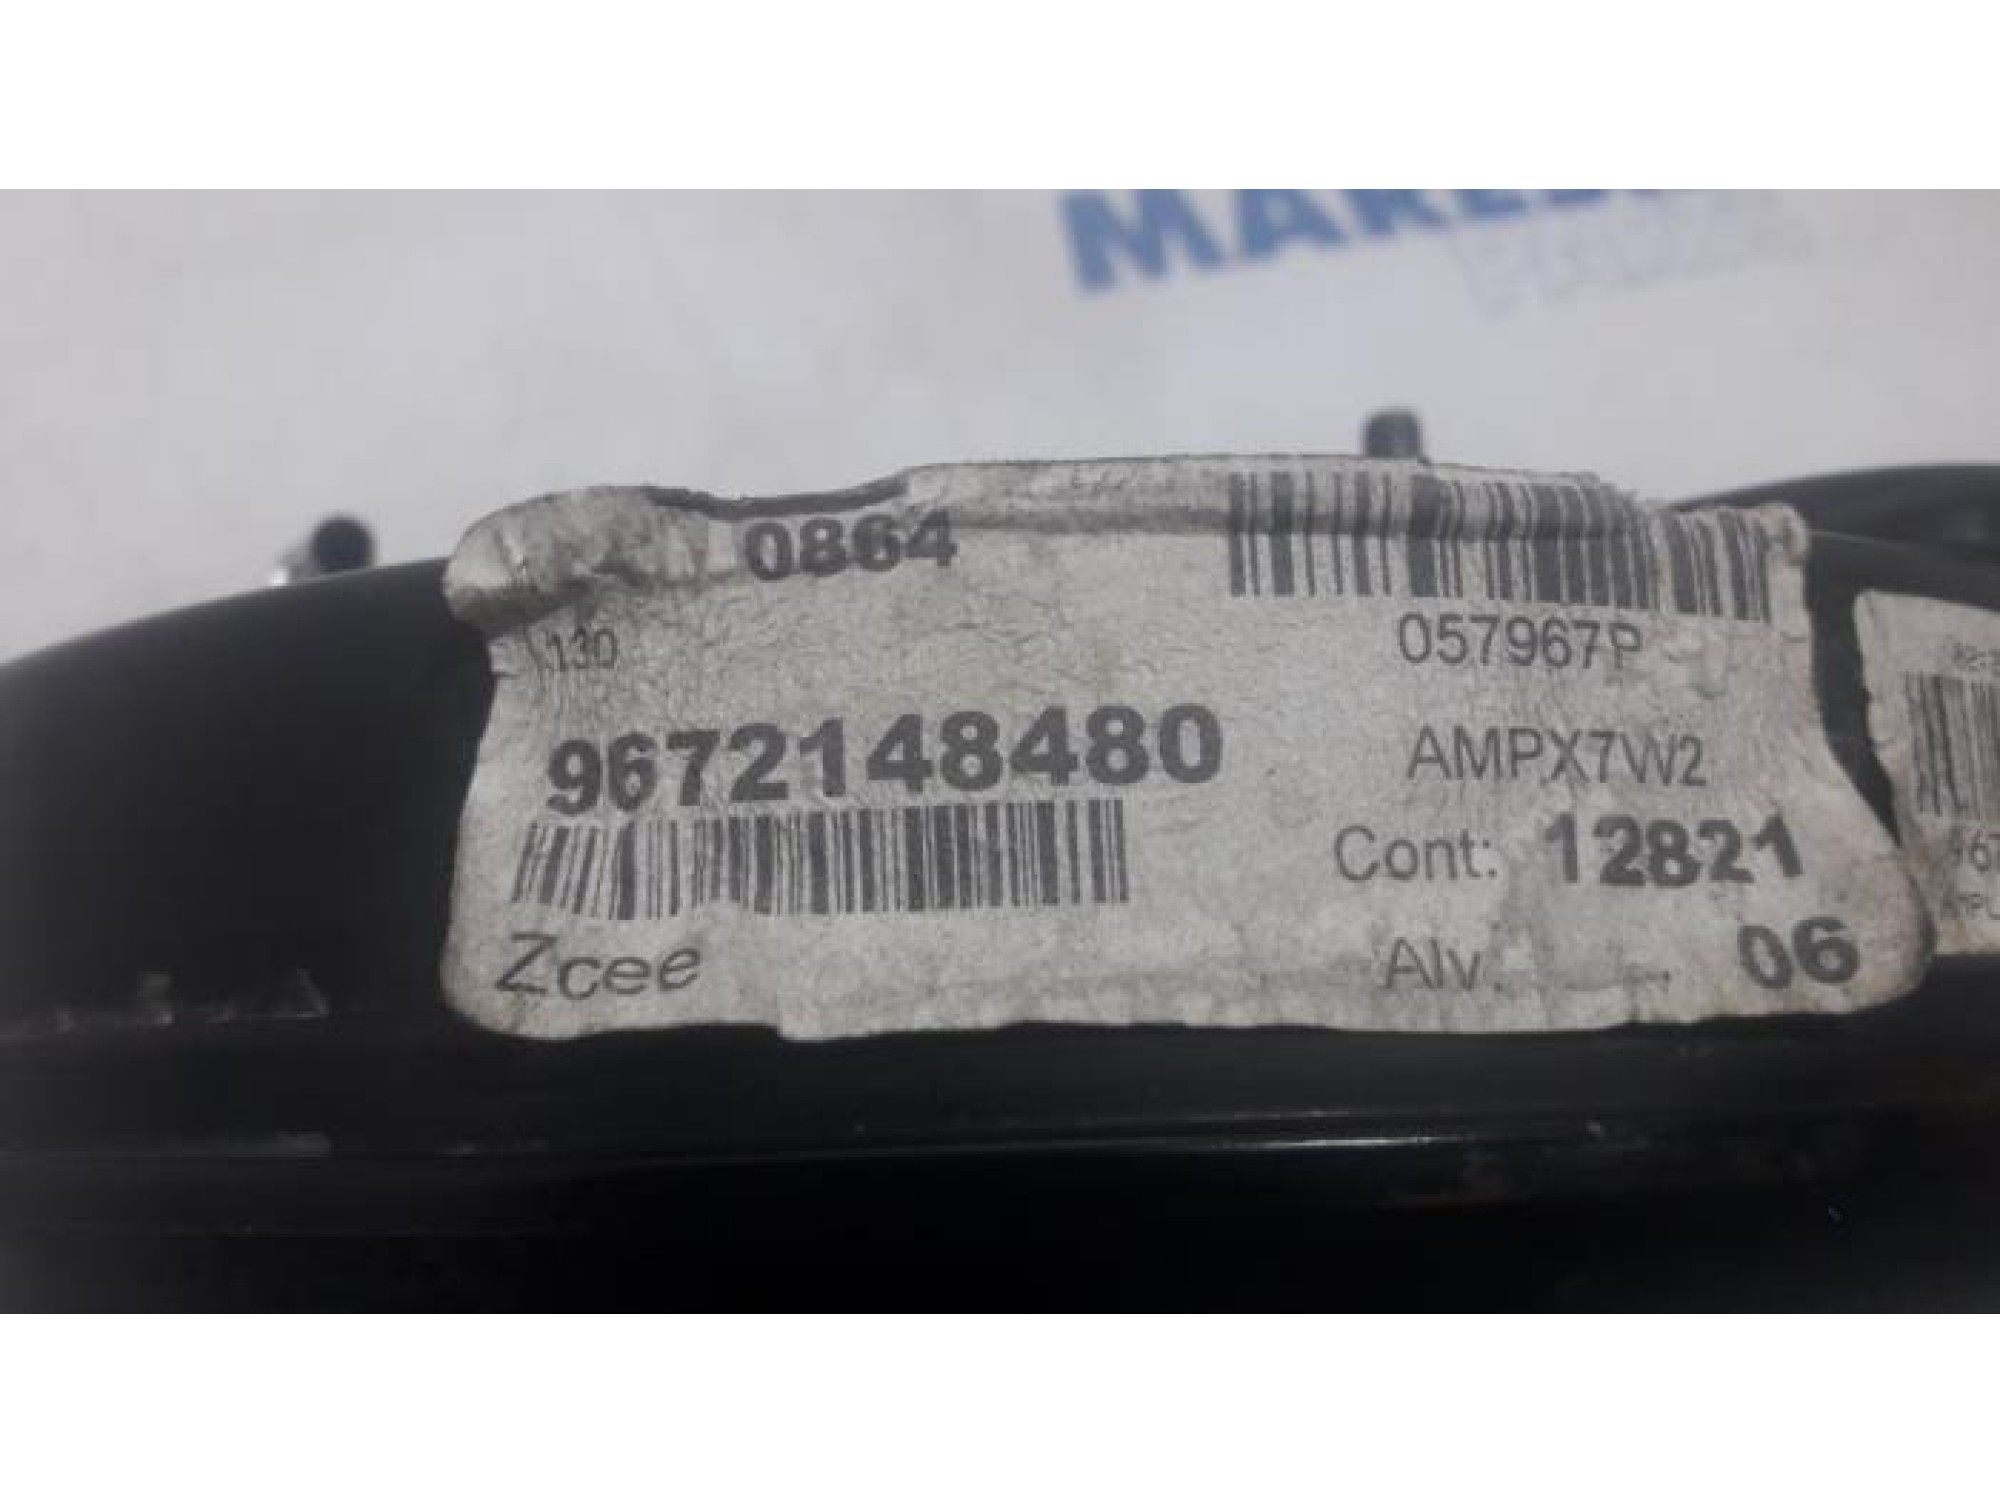 0864
130
057967P
9672148480
AMPX7W2
Cont: 12821
Zcee
Alv. 06